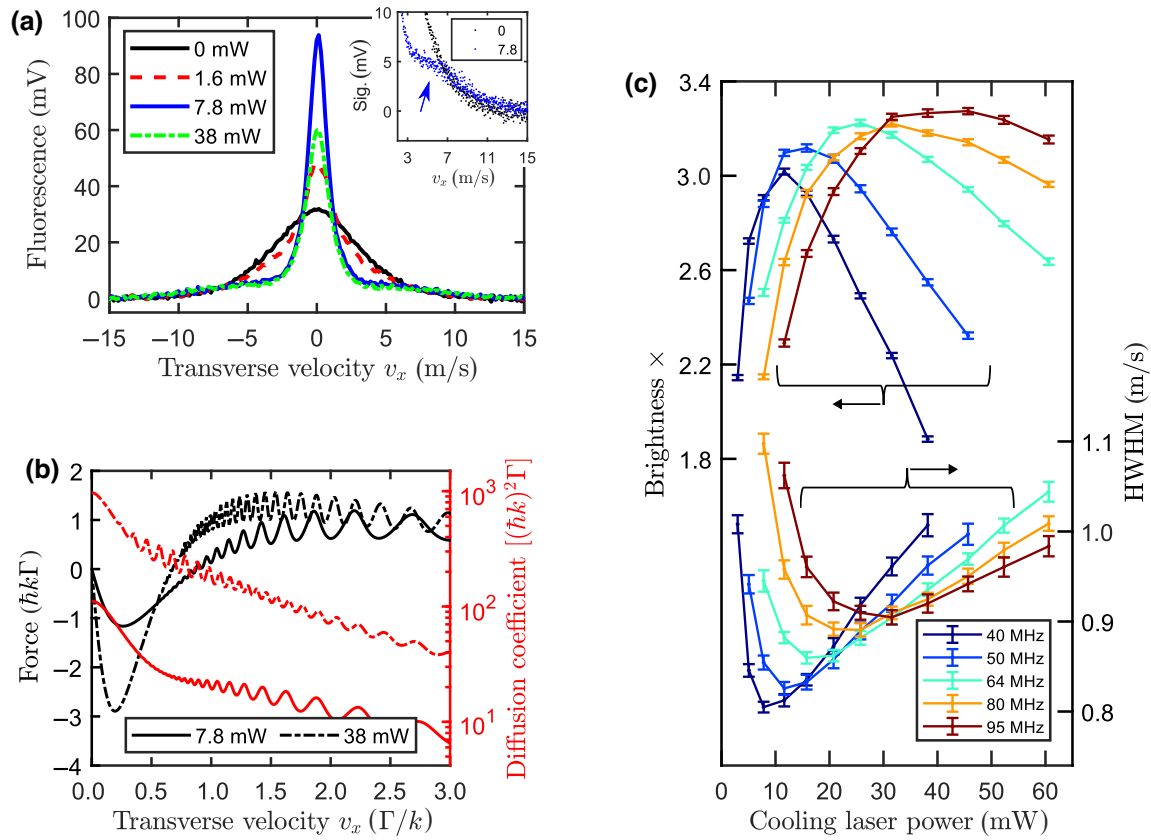 (a)
100
80
60
40
20
0
Fluorescence (mV)
0 mW
1.6 mW
7.8 mW
38 mW
−15
−10
−5
0
5
10
15
Transverse velocity vₓ (m/s)
10
5
0
Sig. (mV)
0
7.8
3
7
11
15
vₓ (m/s)
(b)
2
1
0
−1
−2
−3
−4
Force (ħkΓ)
7.8 mW
38 mW
10³
10²
10¹
Diffusion coefficient [(ħk)²Γ]
0.0
0.5
1.0
1.5
2.0
2.5
3.0
Transverse velocity vₓ (Γ/k)
(c)
3.4
3.0
2.6
2.2
1.8
Brightness ×
1.1
1.0
0.9
0.8
HWHM (m/s)
40 MHz
50 MHz
64 MHz
80 MHz
95 MHz
0
10
20
30
40
50
60
Cooling laser power (mW)